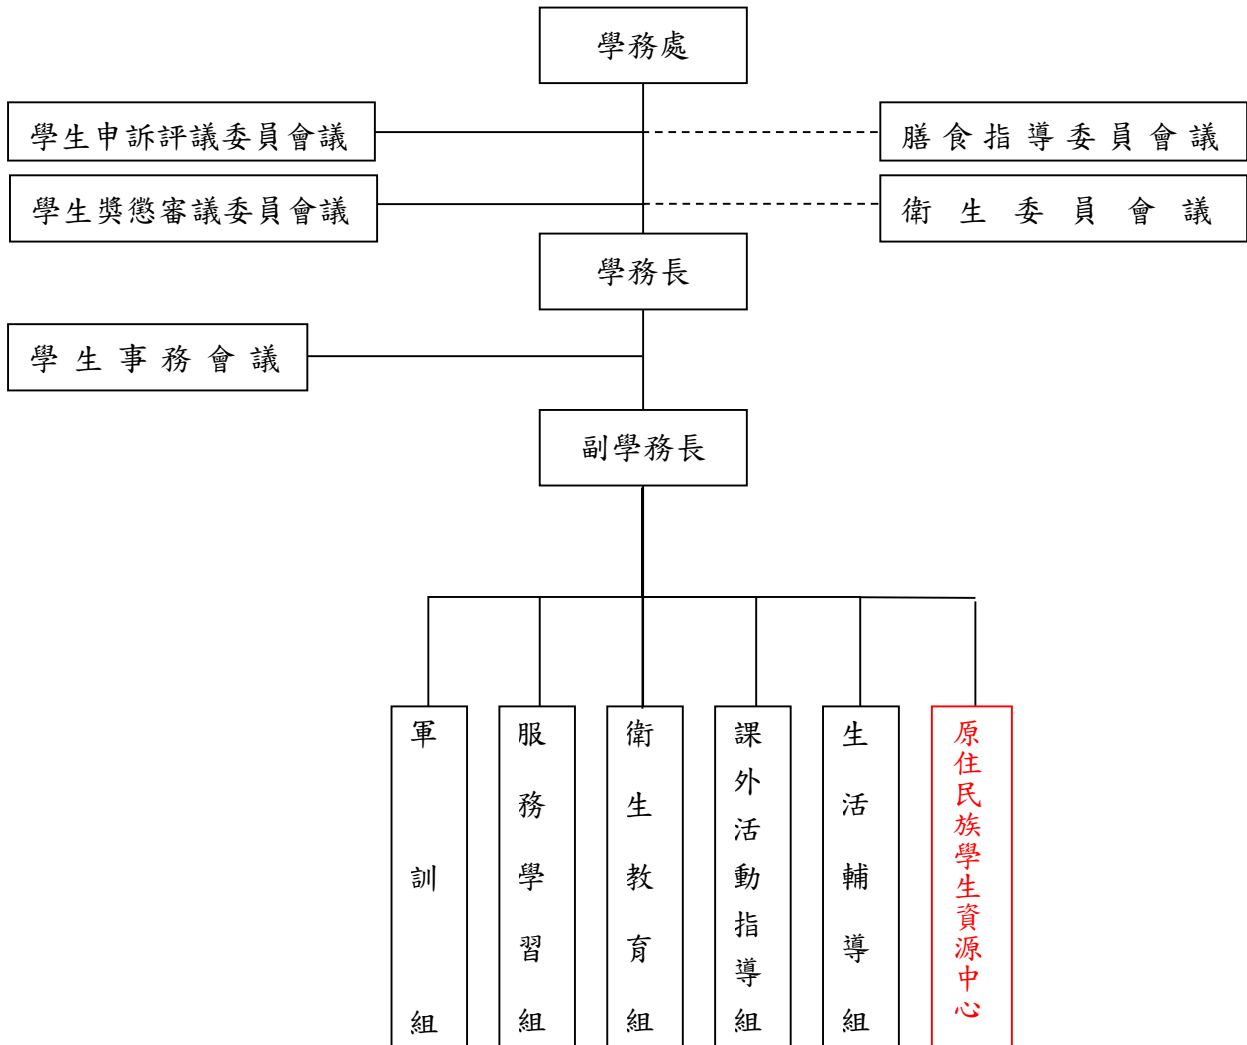 學務處
學生申訴評議委員會議
膳食指導委員會議
學生獎懲審議委員會議
衛生委員會議
學務長
學生事務會議
副學務長
軍訓組
服務學習組
衛生教育組
課外活動指導組
生活輔導組
原住民族學生資源中心